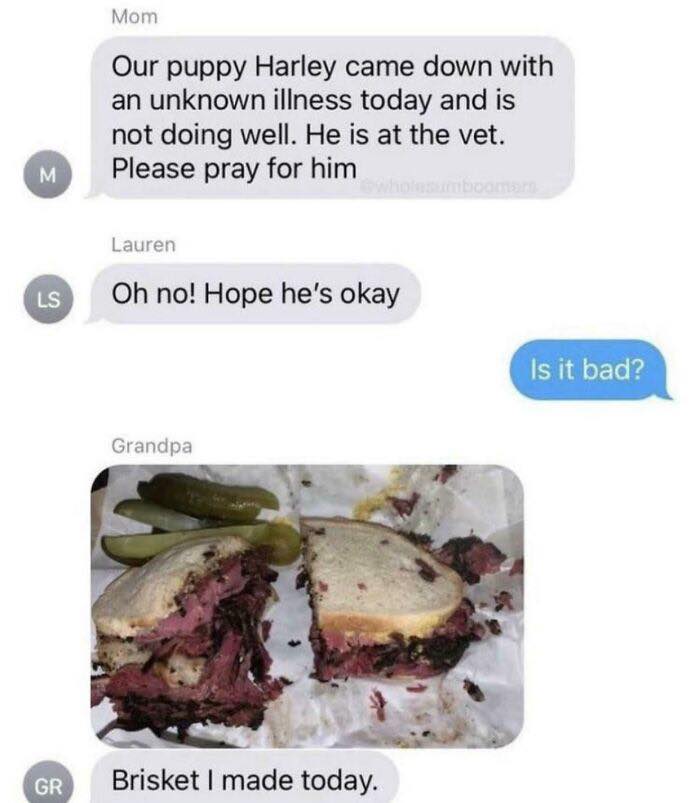 Mom
Our puppy Harley came down with
an unknown illness today and is
not doing well. He is at the vet.
Please pray for him
@wholesumboomers
M
Lauren
Oh no! Hope he's okay
LS
Is it bad?
Grandpa
Brisket I made today.
GR